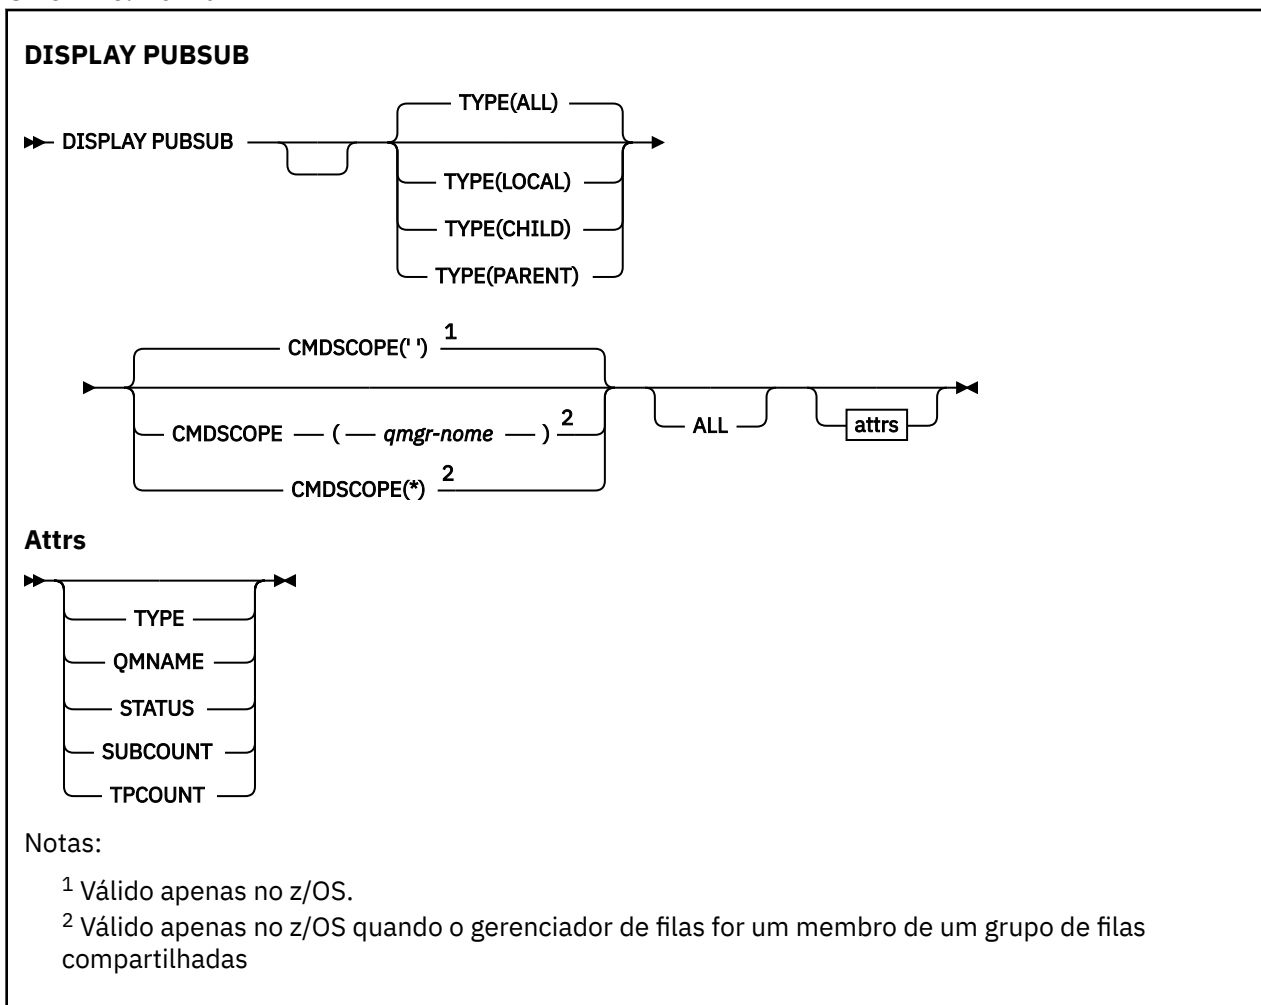 DISPLAY PUBSUB
TYPE(ALL)
DISPLAY PUBSUB
TYPE(LOCAL)
TYPE(CHILD)
TYPE(PARENT)
CMDSCOPE(' ') 1
CMDSCOPE ( qmgr-nome ) 2
ALL
attrs
CMDSCOPE(*) 2
Attrs
TYPE
QMNAME
STATUS
SUBCOUNT
TPCOUNT
Notas:
1 Válido apenas no z/OS.
2 Válido apenas no z/OS quando o gerenciador de filas for um membro de um grupo de filas
compartilhadas